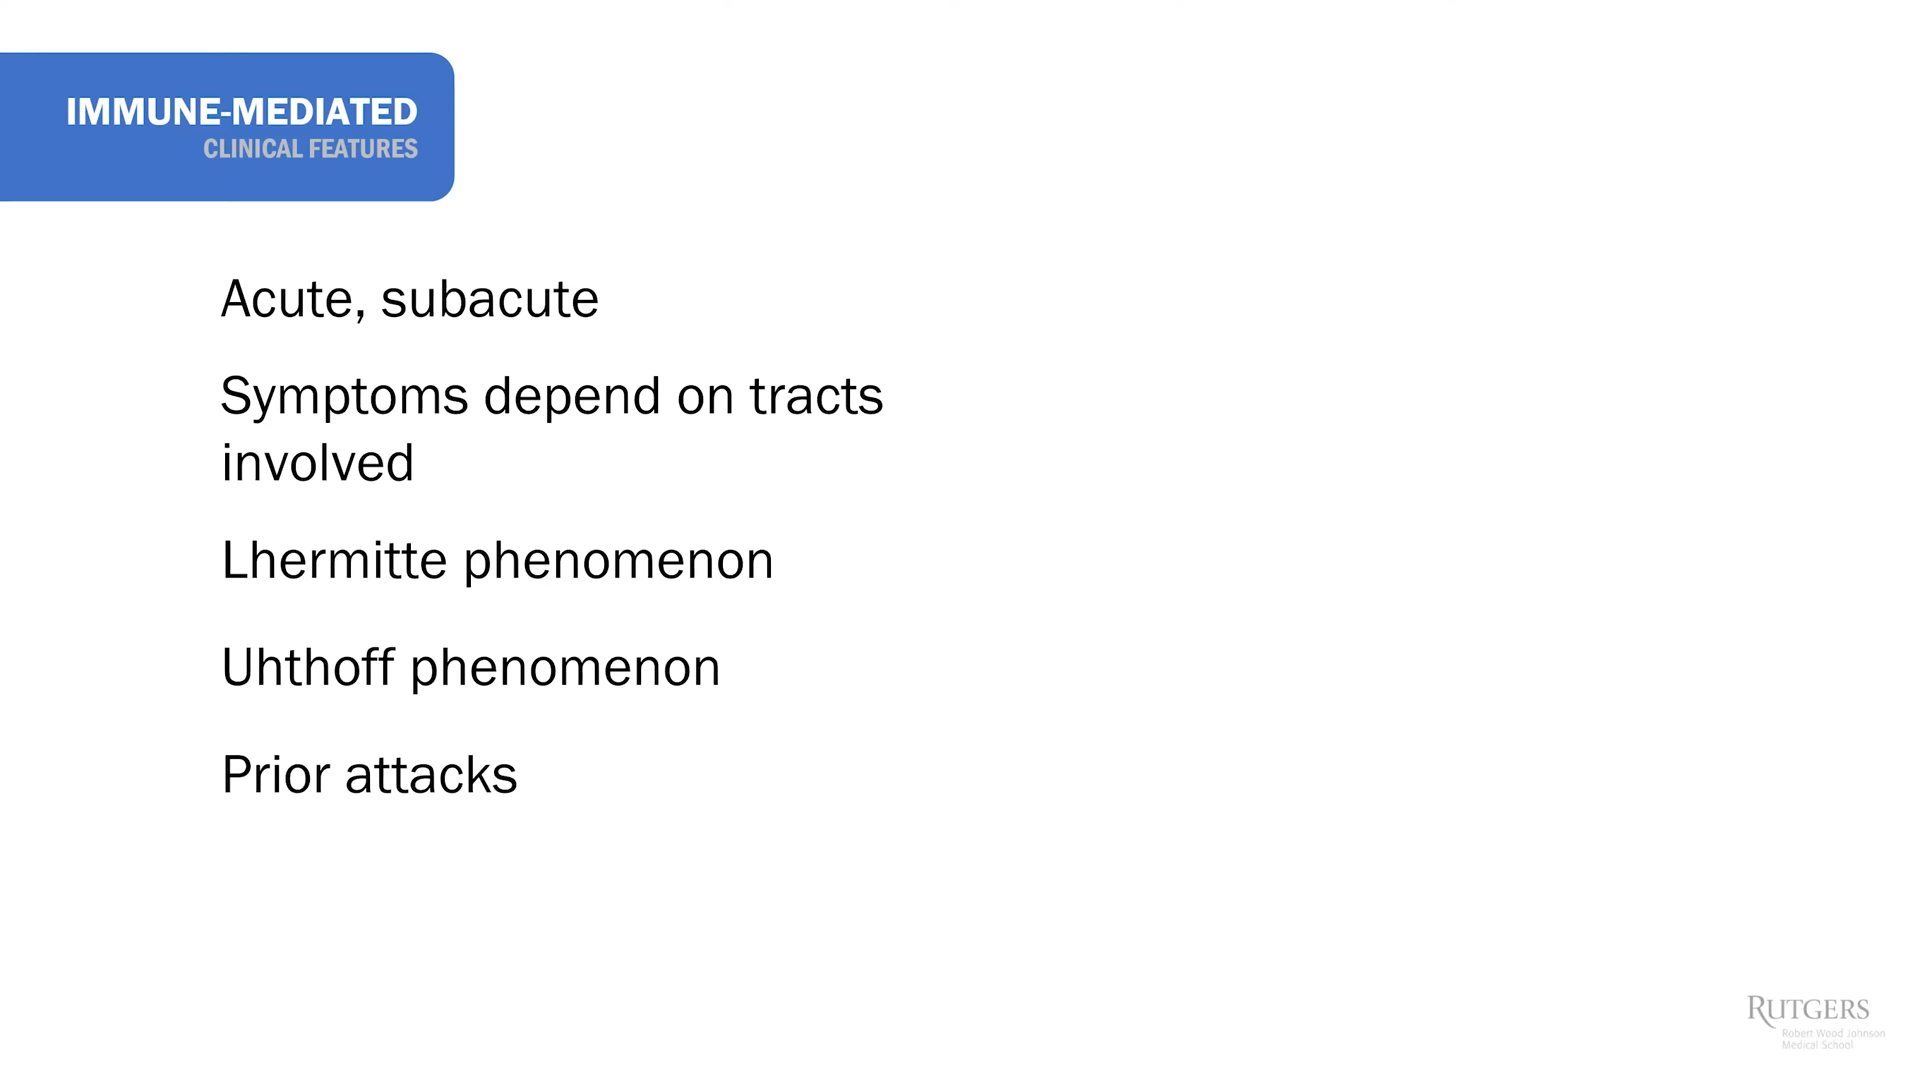 IMMUNE-MEDIATED
CLINICAL FEATURES
Acute, subacute
Symptoms depend on tracts
involved
Lhermitte phenomenon
Uhthoff phenomenon
Prior attacks
RUTGERS
Robert Wood Johnson
Medical School